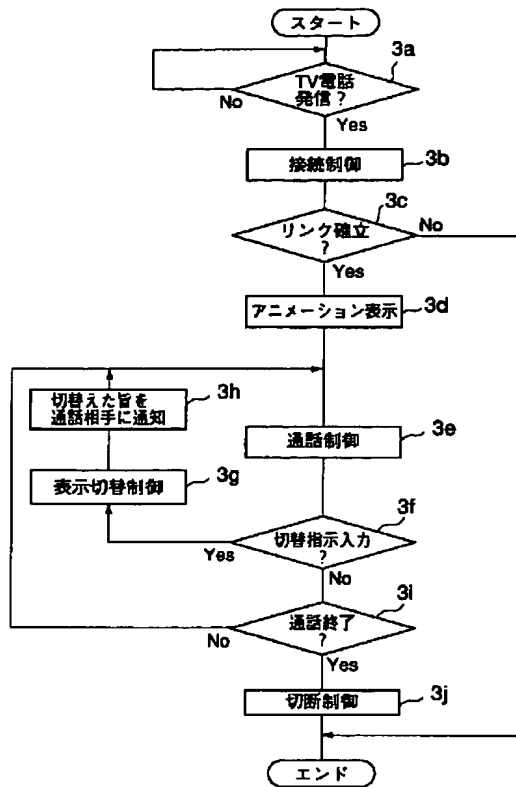 スタート
3a
TV電話
発信?
No
Yes
接続制御
3b
3c
リンク確立
?
No
Yes
アニメーション表示
3d
切替えた旨を
通話相手に通知
3h
通話制御
3e
表示切替制御
3g
3f
切替指示入力
?
Yes
No
3i
通話終了
?
No
Yes
切断制御
3j
エンド